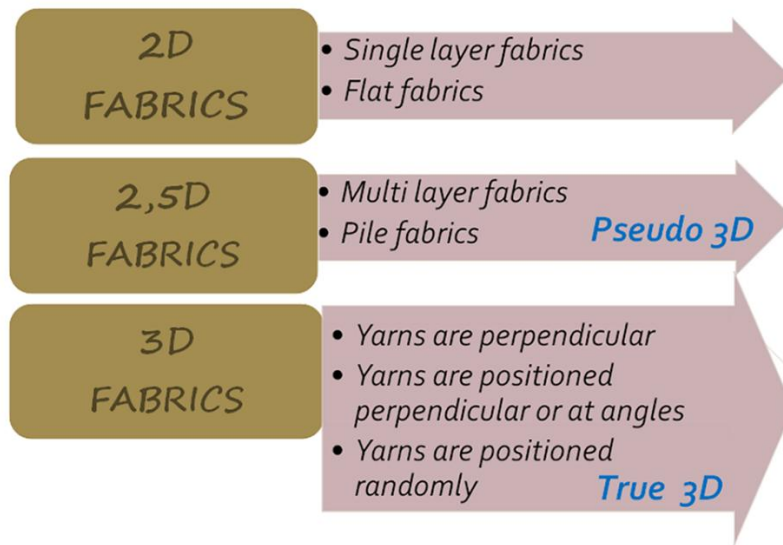 2D
FABRICS
• Single layer fabrics
• Flat fabrics
2,5D
FABRICS
• Multi layer fabrics
• Pile fabrics
Pseudo 3D
3D
FABRICS
• Yarns are perpendicular
• Yarns are positioned
perpendicular or at angles
• Yarns are positioned
randomly
True 3D